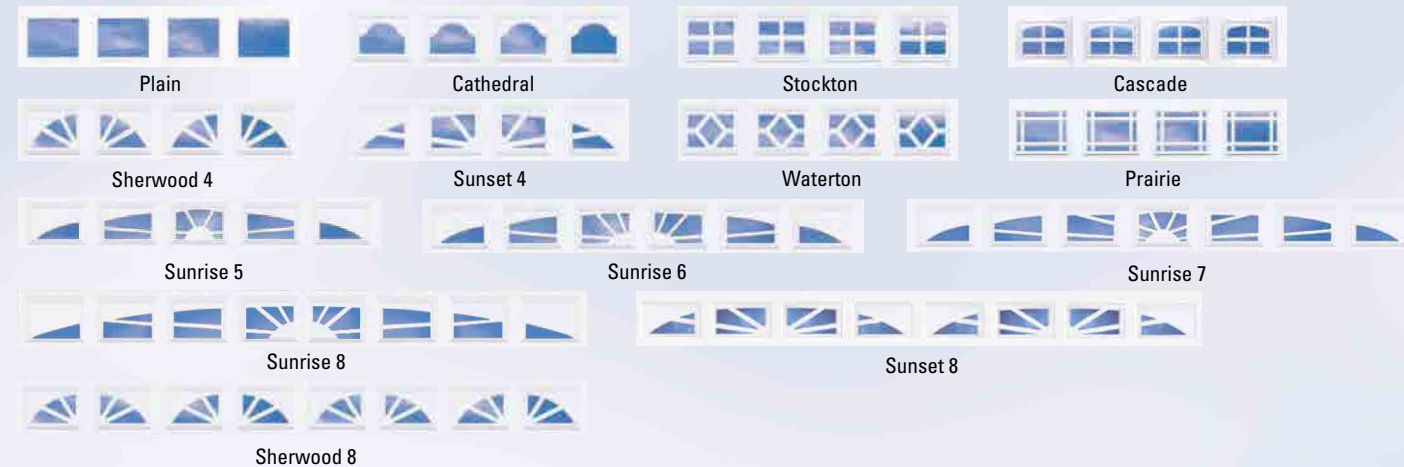 Plain
Cathedral
Stockton
Cascade
Sherwood 4
Sunset 4
Waterton
Prairie
Sunrise 5
Sunrise 6
Sunrise 7
Sunrise 8
Sunset 8
Sherwood 8